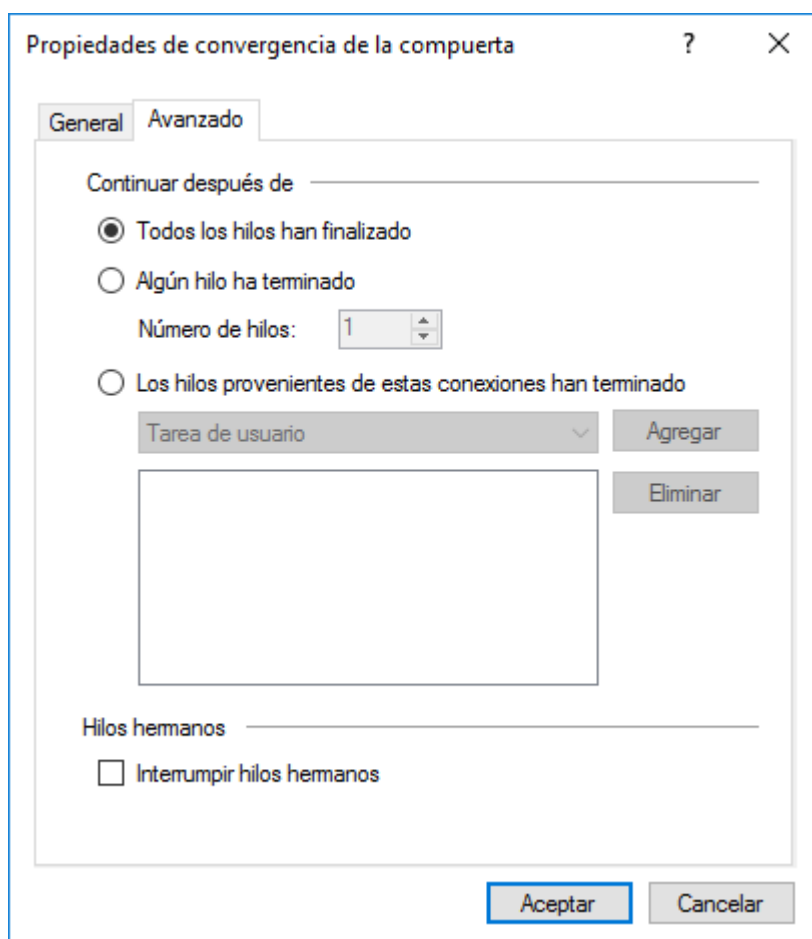 Propiedades de convergencia de la compuerta ?
General Avanzado
Continuar después de
Todos los hilos han finalizado
Algún hilo ha terminado
Número de hilos: 1
Los hilos provenientes de estas conexiones han terminado
Tarea de usuario Agregar
Eliminar
Hilos hermanos
Interrumpir hilos hermanos
Aceptar Cancelar